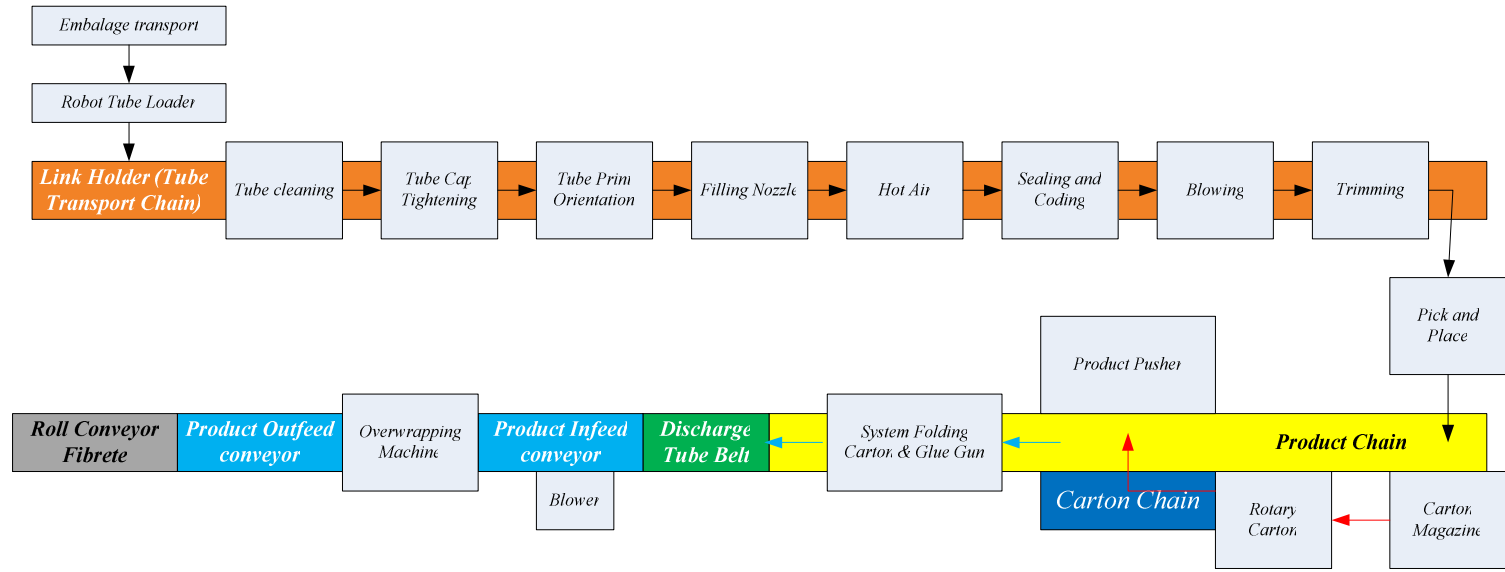 Embalage transport
Robot Tube Loader
Link Holder (Tube
Transport Chain)
Tube cleaning
Tube Cap
Tightening
Tube Print
Orientation
Filling Nozzle
Hot Air
Sealing and
Coding
Blowing
Trimming
Pick and
Place
Product Pusher
Roll Conveyor
Fibrete
Product Outfeed
conveyor
Overwrapping
Machine
Product Infeed
conveyor
Discharge
Tube Belt
System Folding
Carton & Glue Gun
Product Chain
Blower
Carton Chain
Rotary
Carton
Carton
Magazine